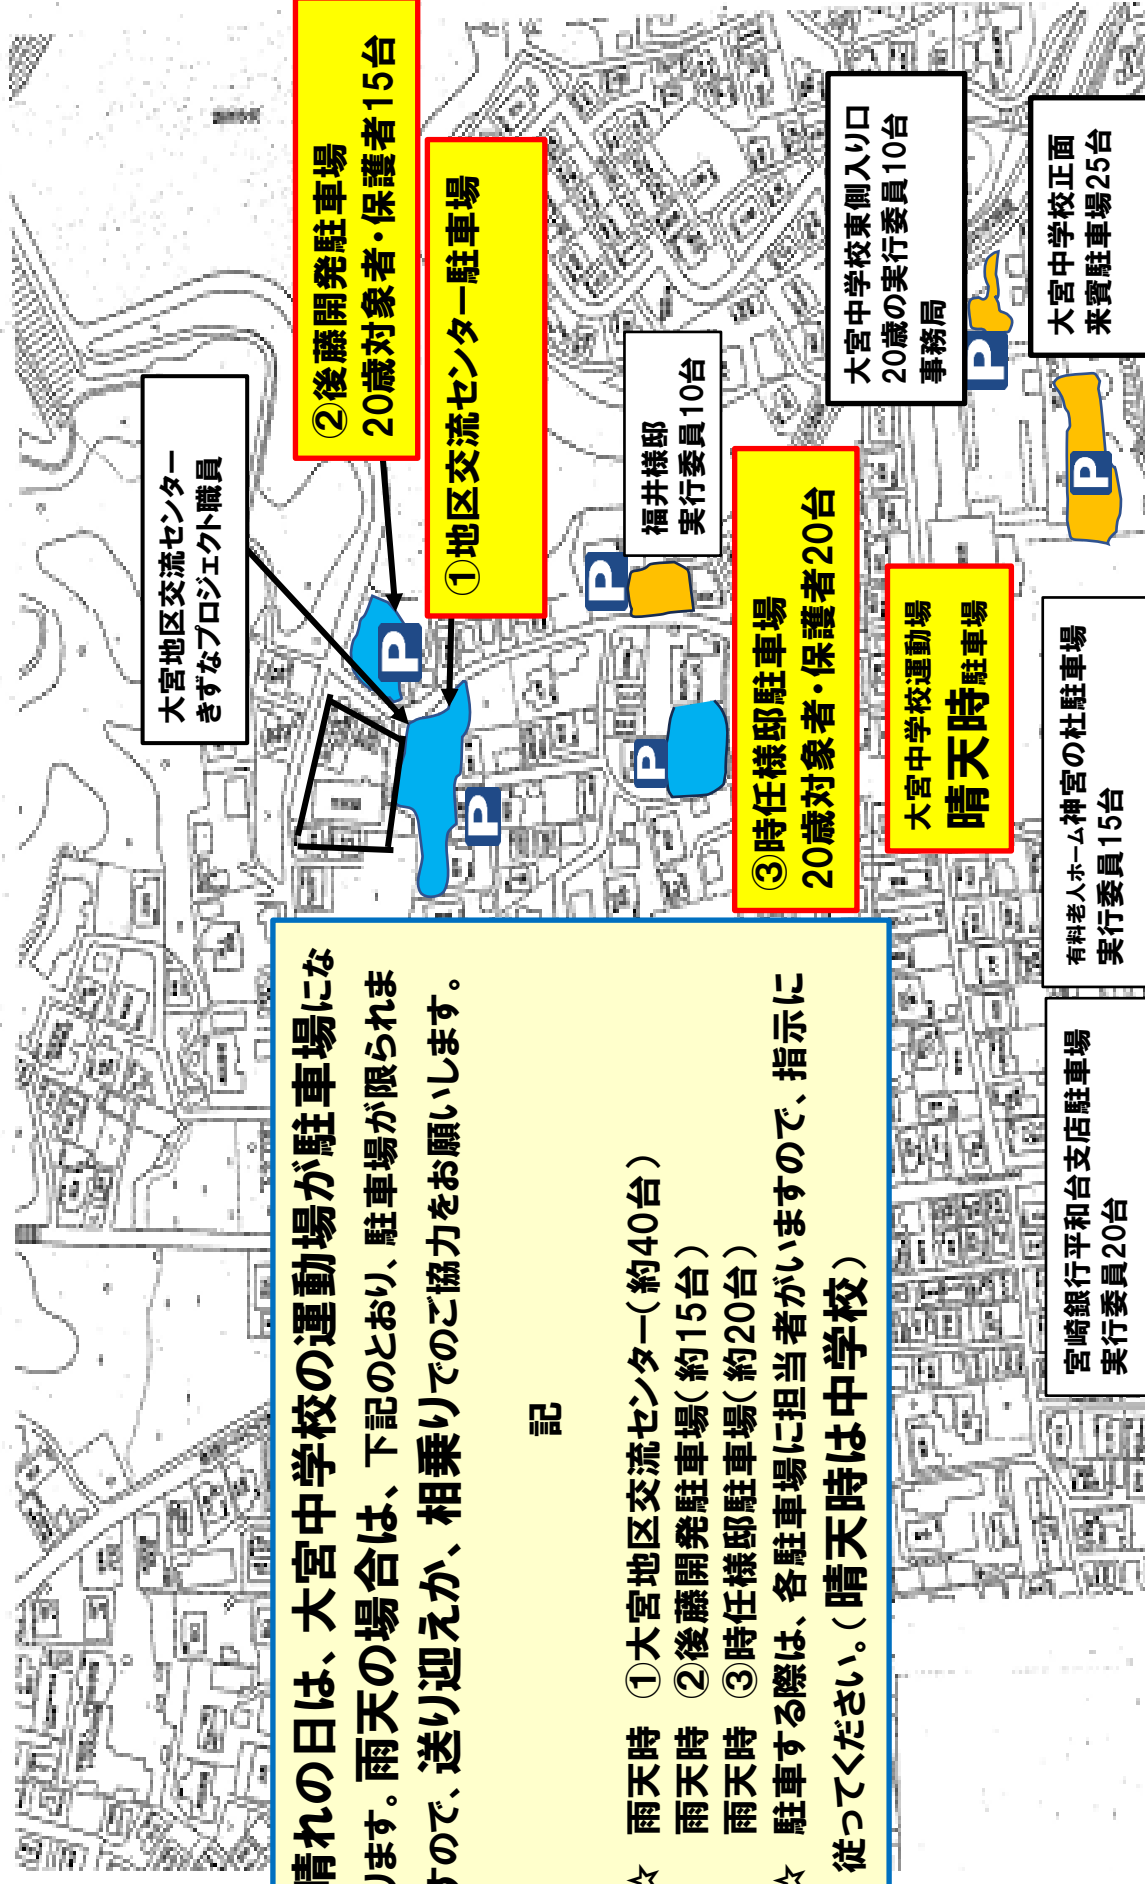 晴れの日は、大宮中学校の運動場が駐車場にな
ります。雨天の場合は、下記のとおり、駐車場が限られま
すので、送り迎えか、相乗りでのご協力をお願いします。
記
☆ 雨天時 ①大宮地区交流センター(約40台)
雨天時 ②後藤開発駐車場(約15台)
雨天時 ③時任様邸駐車場(約20台)
☆ 駐車する際は、各駐車場に担当者がいますので、指示に
従ってください。(晴天時は中学校)
大宮地区交流センター
きずなプロジェクト職員
②後藤開発駐車場
20歳対象者・保護者15台
①地区交流センター駐車場
P
P
P
福井様邸
実行委員10台
P
③時任様邸駐車場
20歳対象者・保護者20台
大宮中学校東側入り口
20歳の実行委員10台
事務局
P
大宮中学校運動場
晴天時駐車場
大宮中学校正面
来賓駐車場25台
P
有料老人ホーム神宮の杜駐車場
実行委員15台
宮崎銀行平和台支店駐車場
実行委員20台